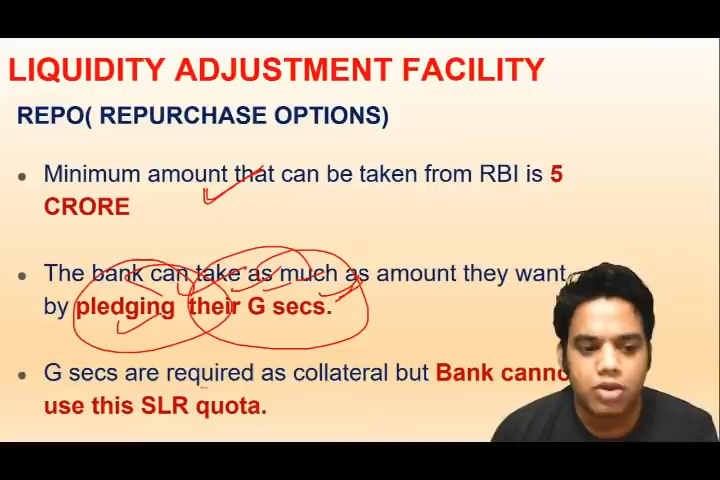 LIQUIDITY ADJUSTMENT FACILITY
REPO( REPURCHASE OPTIONS)
• Minimum amount that can be taken from RBI is 5
CRORE
• The bank can take as much as amount they want
by pledging their G secs.
• G secs are required as collateral but Bank canno
use this SLR quota.